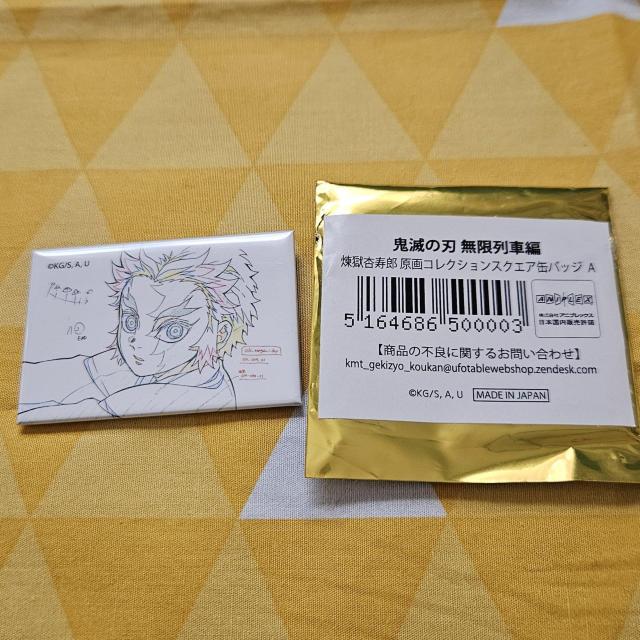 ©KG/S, A, U
END
鬼滅の刃 無限列車編
煉獄杏寿郎 原画コレクションスクエア缶バッジ A
5 164686 500003
ANIPLEX
株式会社アニプレックス
日本国内販売許諾
【商品の不良に関するお問い合わせ】
kmt_gekizyo_koukan@ufotablewebshop.zendesk.com
©KG/S, A, U MADE IN JAPAN